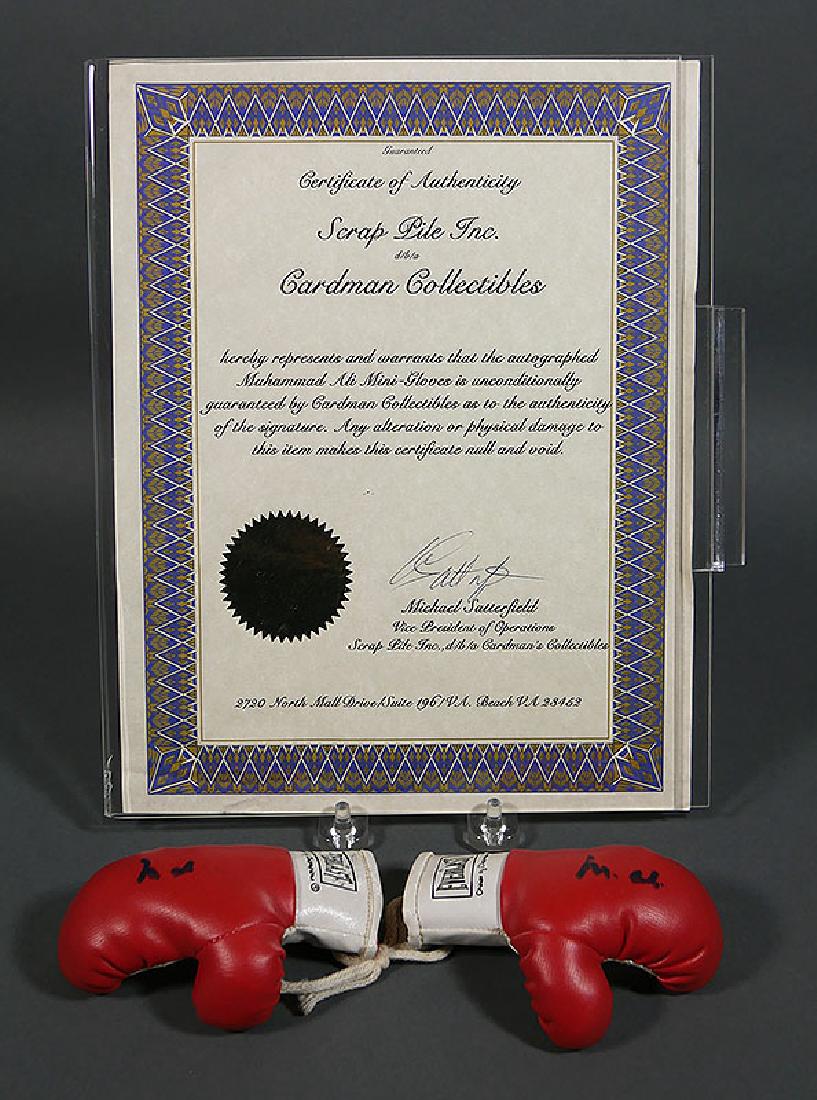 Guaranteed
Certificate of Authenticity
Scrap Pile Inc.
d/b/a
Cardman Collectibles
hereby represents and warrants that the autographed
Muhammad Ali Mini-Gloves is unconditionally
guaranteed by Cardman Collectibles as to the authenticity
of the signature. Any alteration or physical damage to
this item makes this certificate null and void.
Michael Satterfield
Vice President of Operations
Scrap Pile Inc., d/b/a Cardman's Collectibles
2720 North Mall Drive/Suite 196/VA. Beach VA 23452
EVERLAST
EVERLAST